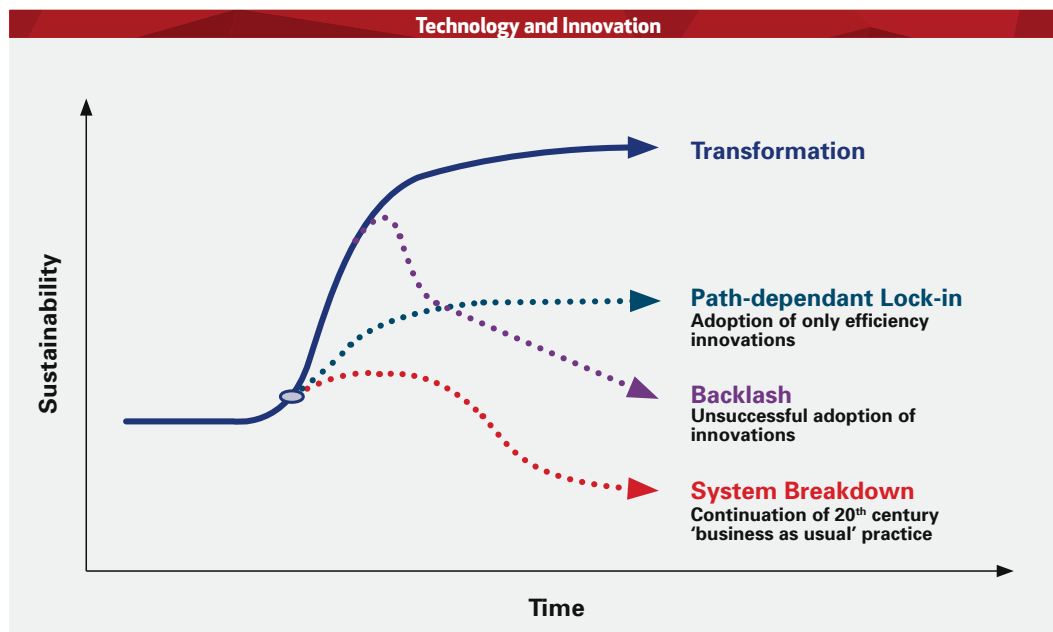 Technology and Innovation
Sustainability
Transformation
Path-dependant Lock-in
Adoption of only efficiency
innovations
Backlash
Unsuccessful adoption of
innovations
System Breakdown
Continuation of 20th century
‘business as usual’ practice
Time